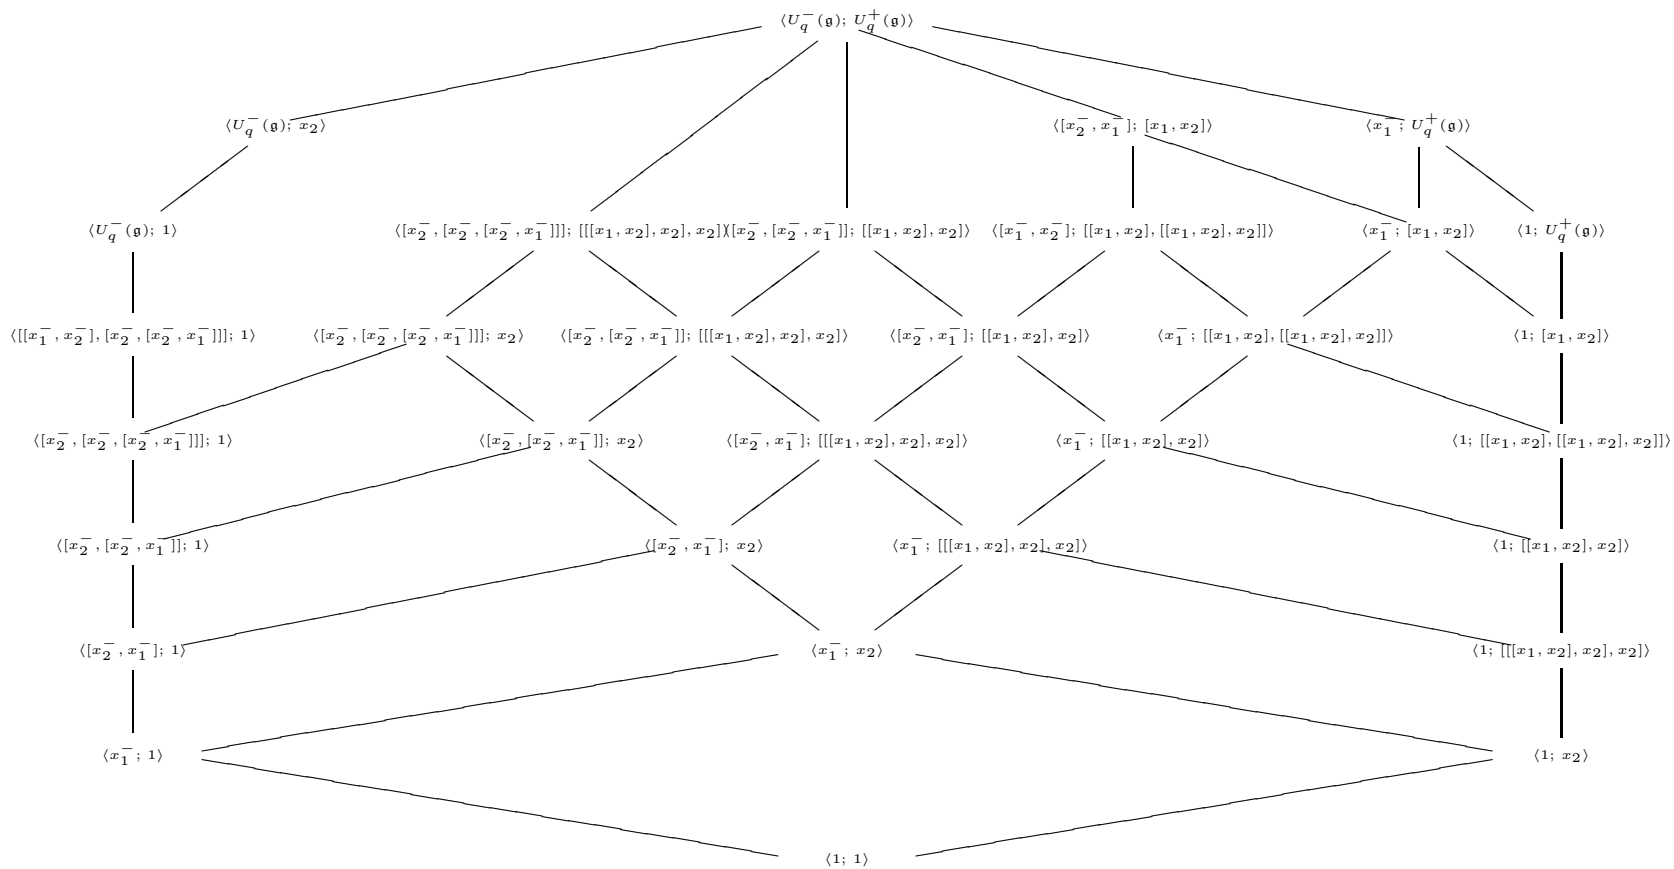 ⟨U_q^-(𝔤); U_q^+(𝔤)⟩
⟨U_q^-(𝔤); x_2⟩ ⟨[x_2^-, x_1^-]; [x_1, x_2]⟩ ⟨x_1^-; U_q^+(𝔤)⟩
⟨U_q^-(𝔤); 1⟩ ⟨[x_2^-, [x_2^-, [x_2^-, x_1^-]]]; [[[x_1, x_2], x_2], x_2]⟩ ⟨[x_2^-, [x_2^-, x_1^-]]; [[x_1, x_2], x_2]⟩ ⟨[x_1^-, x_2^-]; [[x_1, x_2], [[x_1, x_2], x_2]]⟩ ⟨x_1^-; [x_1, x_2]⟩ ⟨1; U_q^+(𝔤)⟩
⟨[[x_1^-, x_2^-], [x_2^-, [x_2^-, x_1^-]]]; 1⟩ ⟨[x_2^-, [x_2^-, [x_2^-, x_1^-]]]; x_2⟩ ⟨[x_2^-, [x_2^-, x_1^-]]; [[[x_1, x_2], x_2], x_2]⟩ ⟨[x_2^-, x_1^-]; [[x_1, x_2], x_2]⟩ ⟨x_1^-; [[x_1, x_2], [[x_1, x_2], x_2]]⟩ ⟨1; [x_1, x_2]⟩
⟨[x_2^-, [x_2^-, [x_2^-, x_1^-]]]; 1⟩ ⟨[x_2^-, [x_2^-, x_1^-]]; x_2⟩ ⟨[x_2^-, x_1^-]; [[[x_1, x_2], x_2], x_2]⟩ ⟨x_1^-; [[x_1, x_2], x_2]⟩ ⟨1; [[x_1, x_2], [[x_1, x_2], x_2]]⟩
⟨[x_2^-, [x_2^-, x_1^-]]; 1⟩ ⟨[x_2^-, x_1^-]; x_2⟩ ⟨x_1^-; [[[x_1, x_2], x_2], x_2]⟩ ⟨1; [[x_1, x_2], x_2]⟩
⟨[x_2^-, x_1^-]; 1⟩ ⟨x_1^-; x_2⟩ ⟨1; [[[x_1, x_2], x_2], x_2]⟩
⟨x_1^-; 1⟩ ⟨1; x_2⟩
⟨1; 1⟩